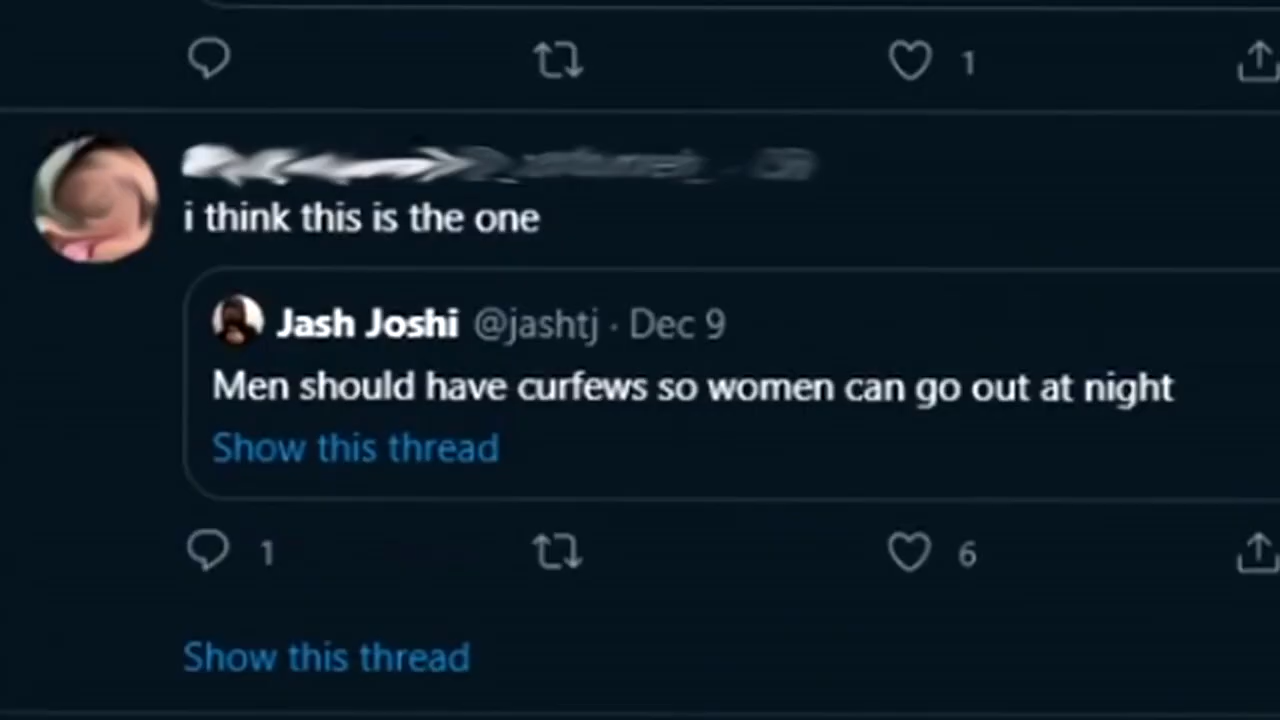 1
i think this is the one
Jash Joshi @jashtj · Dec 9
Men should have curfews so women can go out at night
Show this thread
1 6
Show this thread